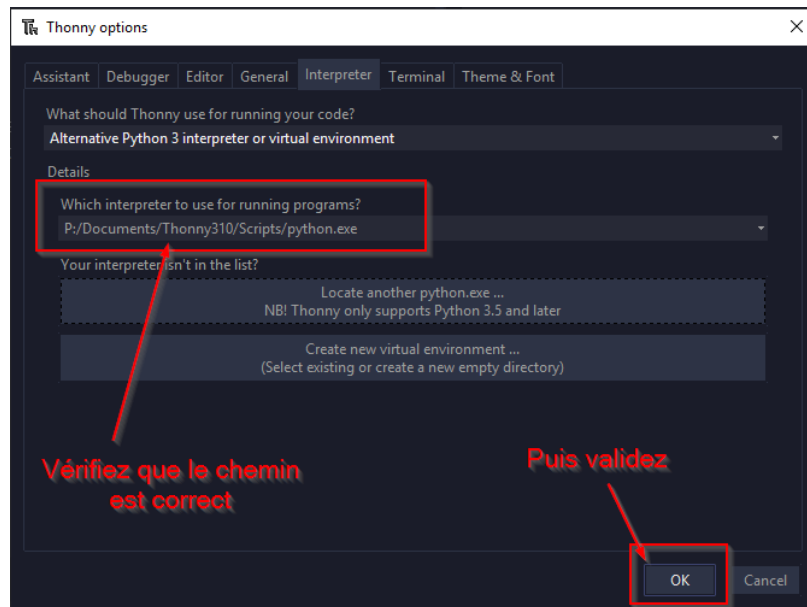 Thonny options
Assistant Debugger Editor General Interpreter Terminal Theme & Font
What should Thonny use for running your code?
Alternative Python 3 interpreter or virtual environment
Details
Which interpreter to use for running programs?
P:/Documents/Thonny310/Scripts/python.exe
Your interpreter isn't in the list?
Locate another python.exe ...
NB! Thonny only supports Python 3.5 and later
Create new virtual environment ...
(Select existing or create a new empty directory)
Vérifiez que le chemin
est correct
Puis validez
OK Cancel